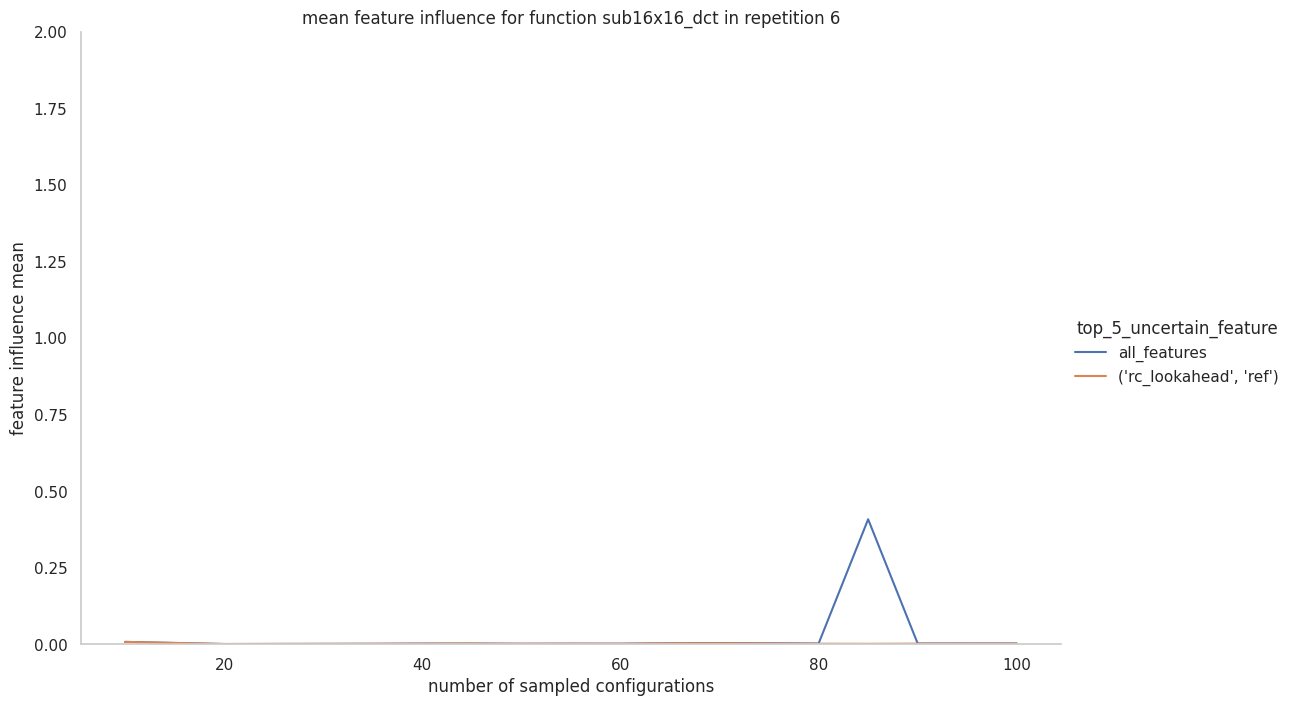 mean feature influence for function sub16x16_dct in repetition 6
2.00
1.75
1.50
1.25
1.00
0.75
0.50
0.25
0.00
feature influence mean
20 40 60 80 100
number of sampled configurations
top_5_uncertain_feature
all_features
('rc_lookahead', 'ref')